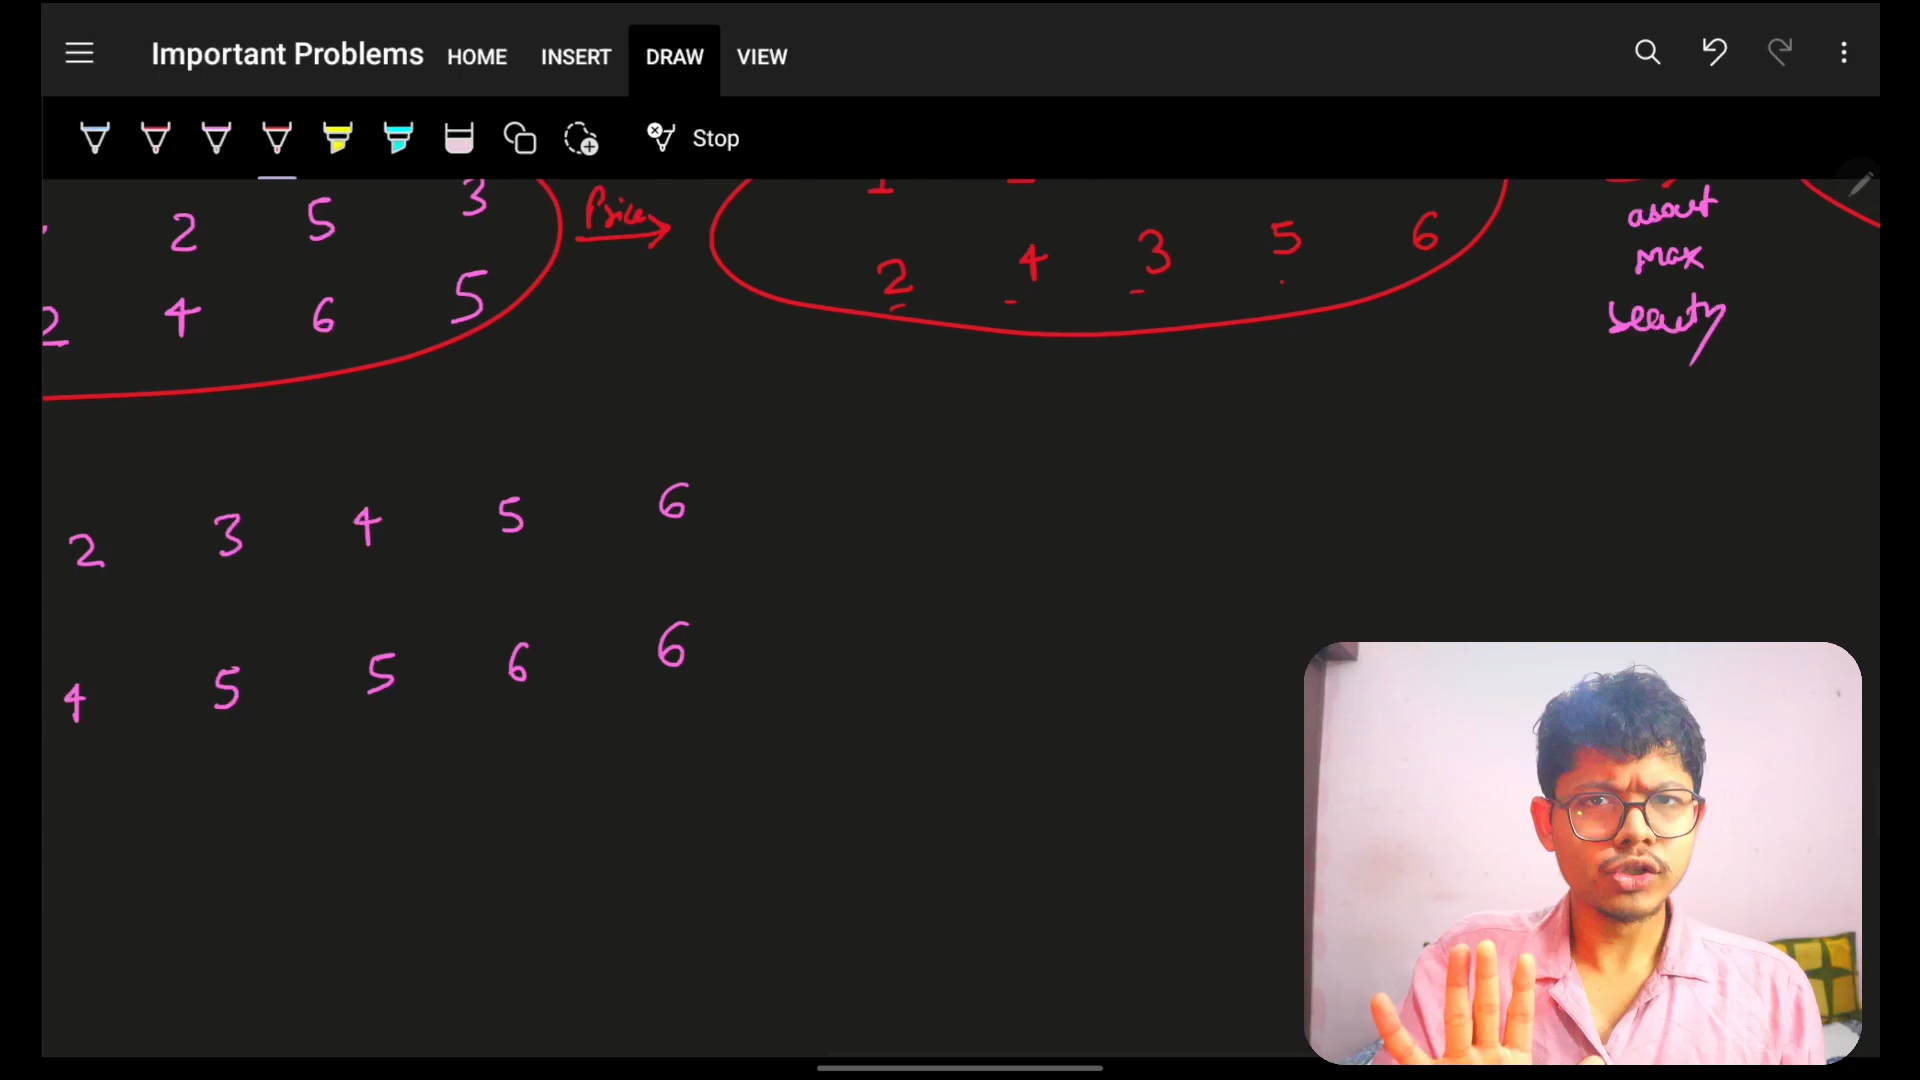 Important Problems HOME INSERT DRAW VIEW
Stop
2 5 3
2 4 6 5
Price
2 4 3 5 6
about
max
beauty
2 3 4 5 6
4 5 5 6 6